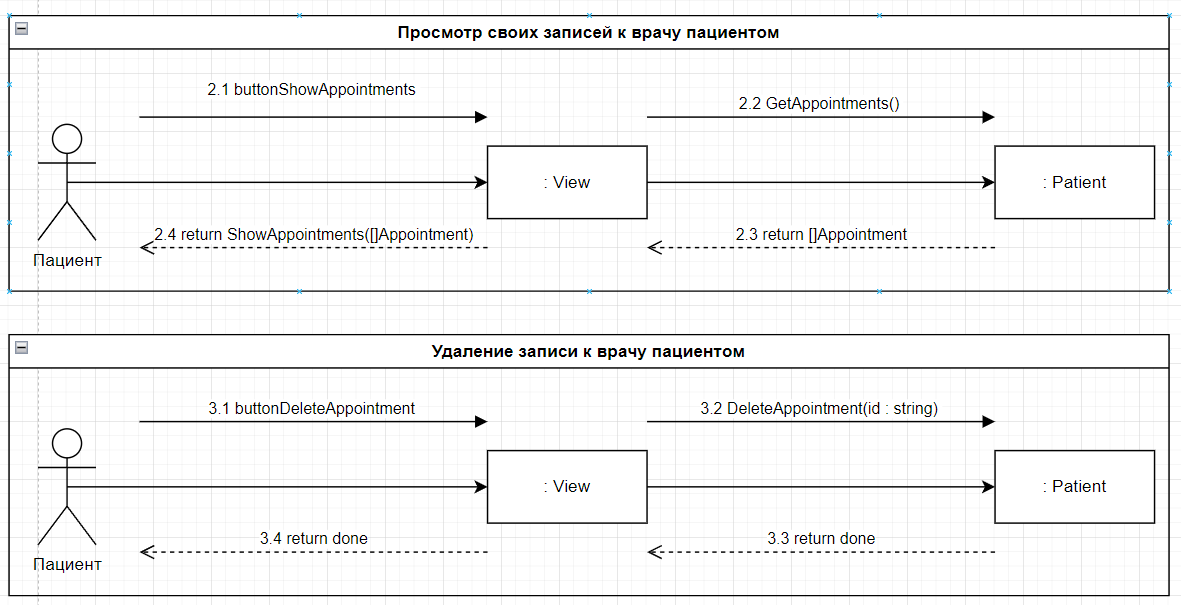 Просмотр своих записей к врачу пациентом
2.1 buttonShowAppointments
2.2 GetAppointments()
: View
: Patient
2.4 return ShowAppointments([]Appointment)
2.3 return []Appointment
Пациент
Удаление записи к врачу пациентом
3.1 buttonDeleteAppointment
3.2 DeleteAppointment(id : string)
: View
: Patient
3.4 return done
3.3 return done
Пациент